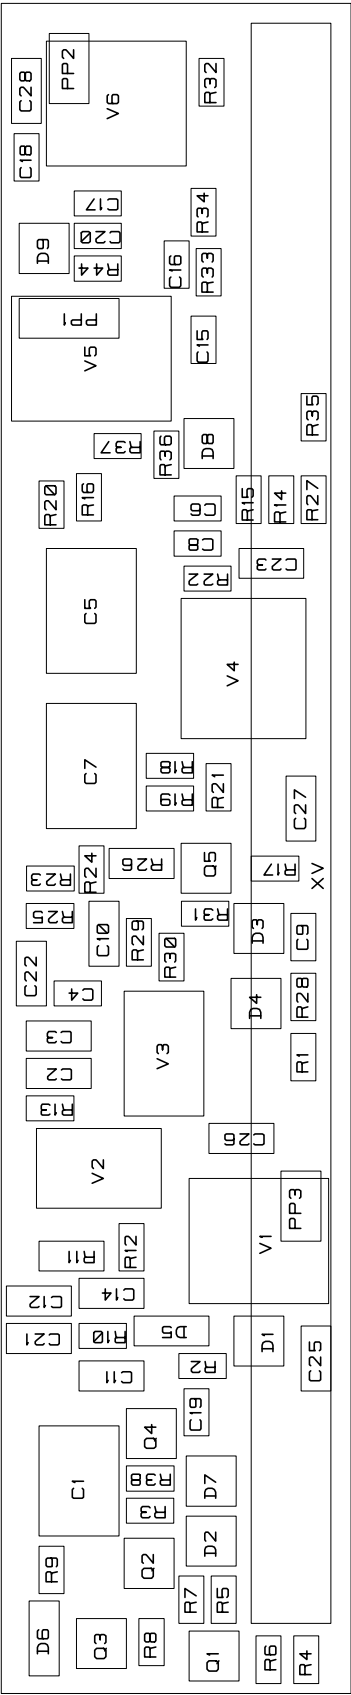 C28
PP2
V6
R32
C18
C17
R34
C20
D9
R44
C16
R33
PP1
V5
C15
R35
R37
R36
D8
R20
R16
C6
R15
R14
R27
C8
C23
R22
C5
V4
C7
R18
R19
R21
C27
R24
R26
Q5
R17
R23
XV
R25
C10
R29
R31
D3
C9
R30
C22
C4
D4
R28
C3
V3
R1
C2
R13
C26
V2
PP3
R12
V1
R11
C14
C12
C21
R10
D5
D1
R2
C25
C11
C19
Q4
C1
R38
D7
R3
D2
Q2
R9
R7
R5
D6
Q3
R8
Q1
R6
R4